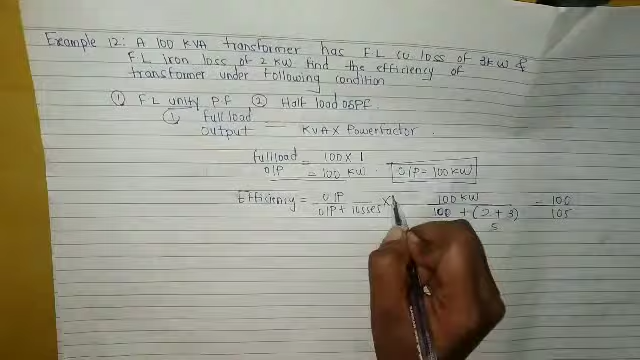 Example 12: A 100 KVA transformer has FL cu. loss of 3kW &
FL iron loss of 2 kW find the efficiency of
transformer under following condition
① FL unity P.F ② Half load 0.8PF.
① full load output = KVA X Powerfactor.
full load O/P = 100 X 1
= 100 KW. O/P = 100KW
Efficiency = O/P / O/P + losses X 100 KW / 100 + (2 + 3) = 100 / 105
5